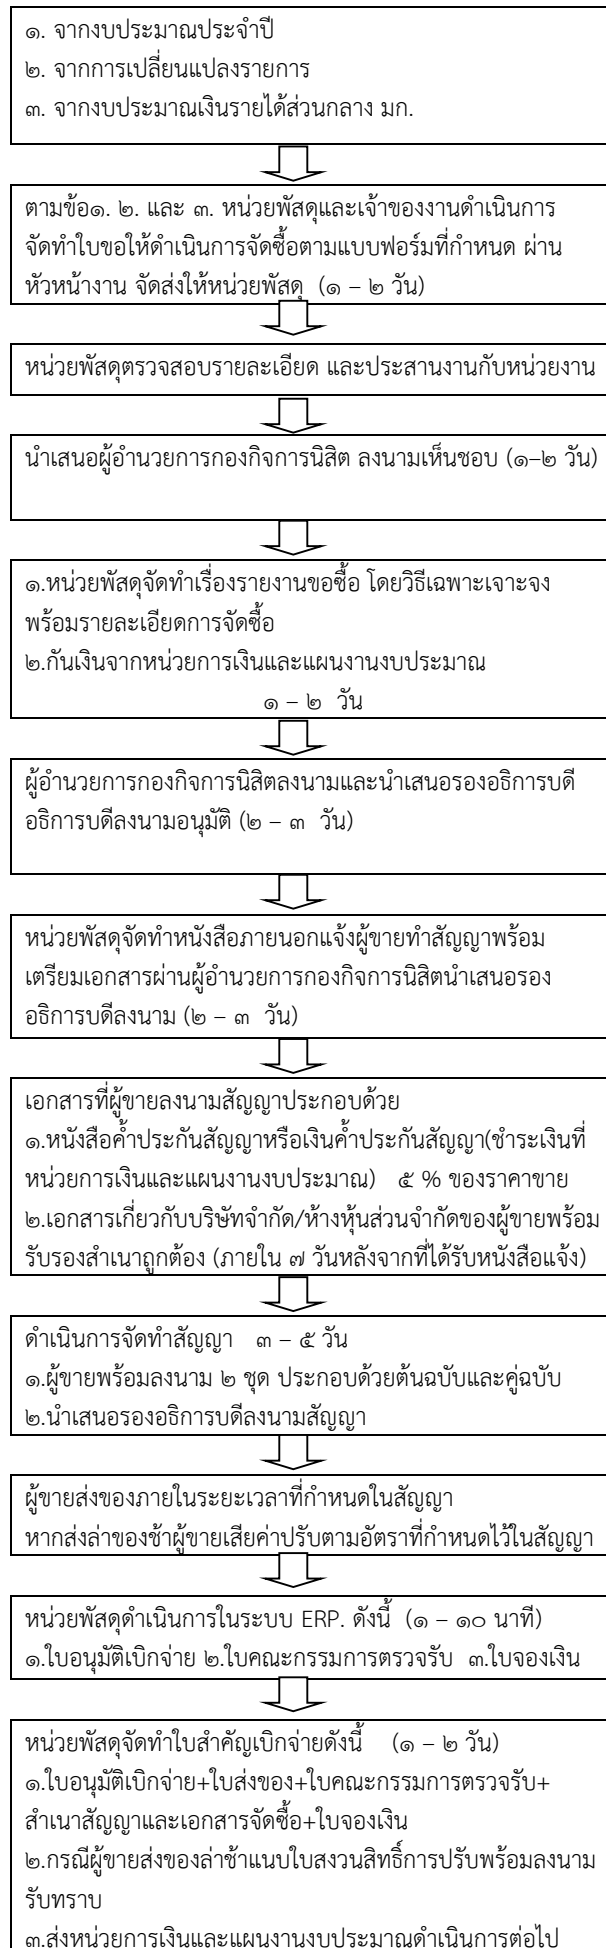 ๑. จากงบประมาณประจำปี
๒. จากการเปลี่ยนแปลงรายการ
๓. จากงบประมาณเงินรายได้ส่วนกลาง มก.
ตามข้อ๑. ๒. และ ๓. หน่วยพัสดุและเจ้าของงานดำเนินการ
จัดทำใบขอให้ดำเนินการจัดซื้อตามแบบฟอร์มที่กำหนด ผ่าน
หัวหน้างาน จัดส่งให้หน่วยพัสดุ (๑ – ๒ วัน)
หน่วยพัสดุตรวจสอบรายละเอียด และประสานงานกับหน่วยงาน
นำเสนอผู้อำนวยการกองกิจการนิสิต ลงนามเห็นชอบ (๑–๒ วัน)
๑.หน่วยพัสดุจัดทำเรื่องรายงานขอซื้อ โดยวิธีเฉพาะเจาะจง
พร้อมรายละเอียดการจัดซื้อ
๒.กันเงินจากหน่วยการเงินและแผนงานงบประมาณ
๑ – ๒ วัน
ผู้อำนวยการกองกิจการนิสิตลงนามและนำเสนอรองอธิการบดี
อธิการบดีลงนามอนุมัติ (๒ – ๓ วัน)
หน่วยพัสดุจัดทำหนังสือภายนอกแจ้งผู้ขายทำสัญญาพร้อม
เตรียมเอกสารผ่านผู้อำนวยการกองกิจการนิสิตนำเสนอรอง
อธิการบดีลงนาม (๒ – ๓ วัน)
เอกสารที่ผู้ขายลงนามสัญญาประกอบด้วย
๑.หนังสือค้ำประกันสัญญาหรือเงินค้ำประกันสัญญา(ชำระเงินที่
หน่วยการเงินและแผนงานงบประมาณ) ๕ % ของราคาขาย
๒.เอกสารเกี่ยวกับบริษัทจำกัด/ห้างหุ้นส่วนจำกัดของผู้ขายพร้อม
รับรองสำเนาถูกต้อง (ภายใน ๗ วันหลังจากที่ได้รับหนังสือแจ้ง)
ดำเนินการจัดทำสัญญา ๓ – ๕ วัน
๑.ผู้ขายพร้อมลงนาม ๒ ชุด ประกอบด้วยต้นฉบับและคู่ฉบับ
๒.นำเสนอรองอธิการบดีลงนามสัญญา
ผู้ขายส่งของภายในระยะเวลาที่กำหนดในสัญญา
หากส่งล่าของช้าผู้ขายเสียค่าปรับตามอัตราที่กำหนดไว้ในสัญญา
หน่วยพัสดุดำเนินการในระบบ ERP. ดังนี้ (๑ – ๑๐ นาที)
๑.ใบอนุมัติเบิกจ่าย ๒.ใบคณะกรรมการตรวจรับ ๓.ใบจองเงิน
หน่วยพัสดุจัดทำใบสำคัญเบิกจ่ายดังนี้ (๑ – ๒ วัน)
๑.ใบอนุมัติเบิกจ่าย+ใบส่งของ+ใบคณะกรรมการตรวจรับ+
สำเนาสัญญาและเอกสารจัดซื้อ+ใบจองเงิน
๒.กรณีผู้ขายส่งของล่าช้าแนบใบสงวนสิทธิ์การปรับพร้อมลงนาม
รับทราบ
๓.ส่งหน่วยการเงินและแผนงานงบประมาณดำเนินการต่อไป